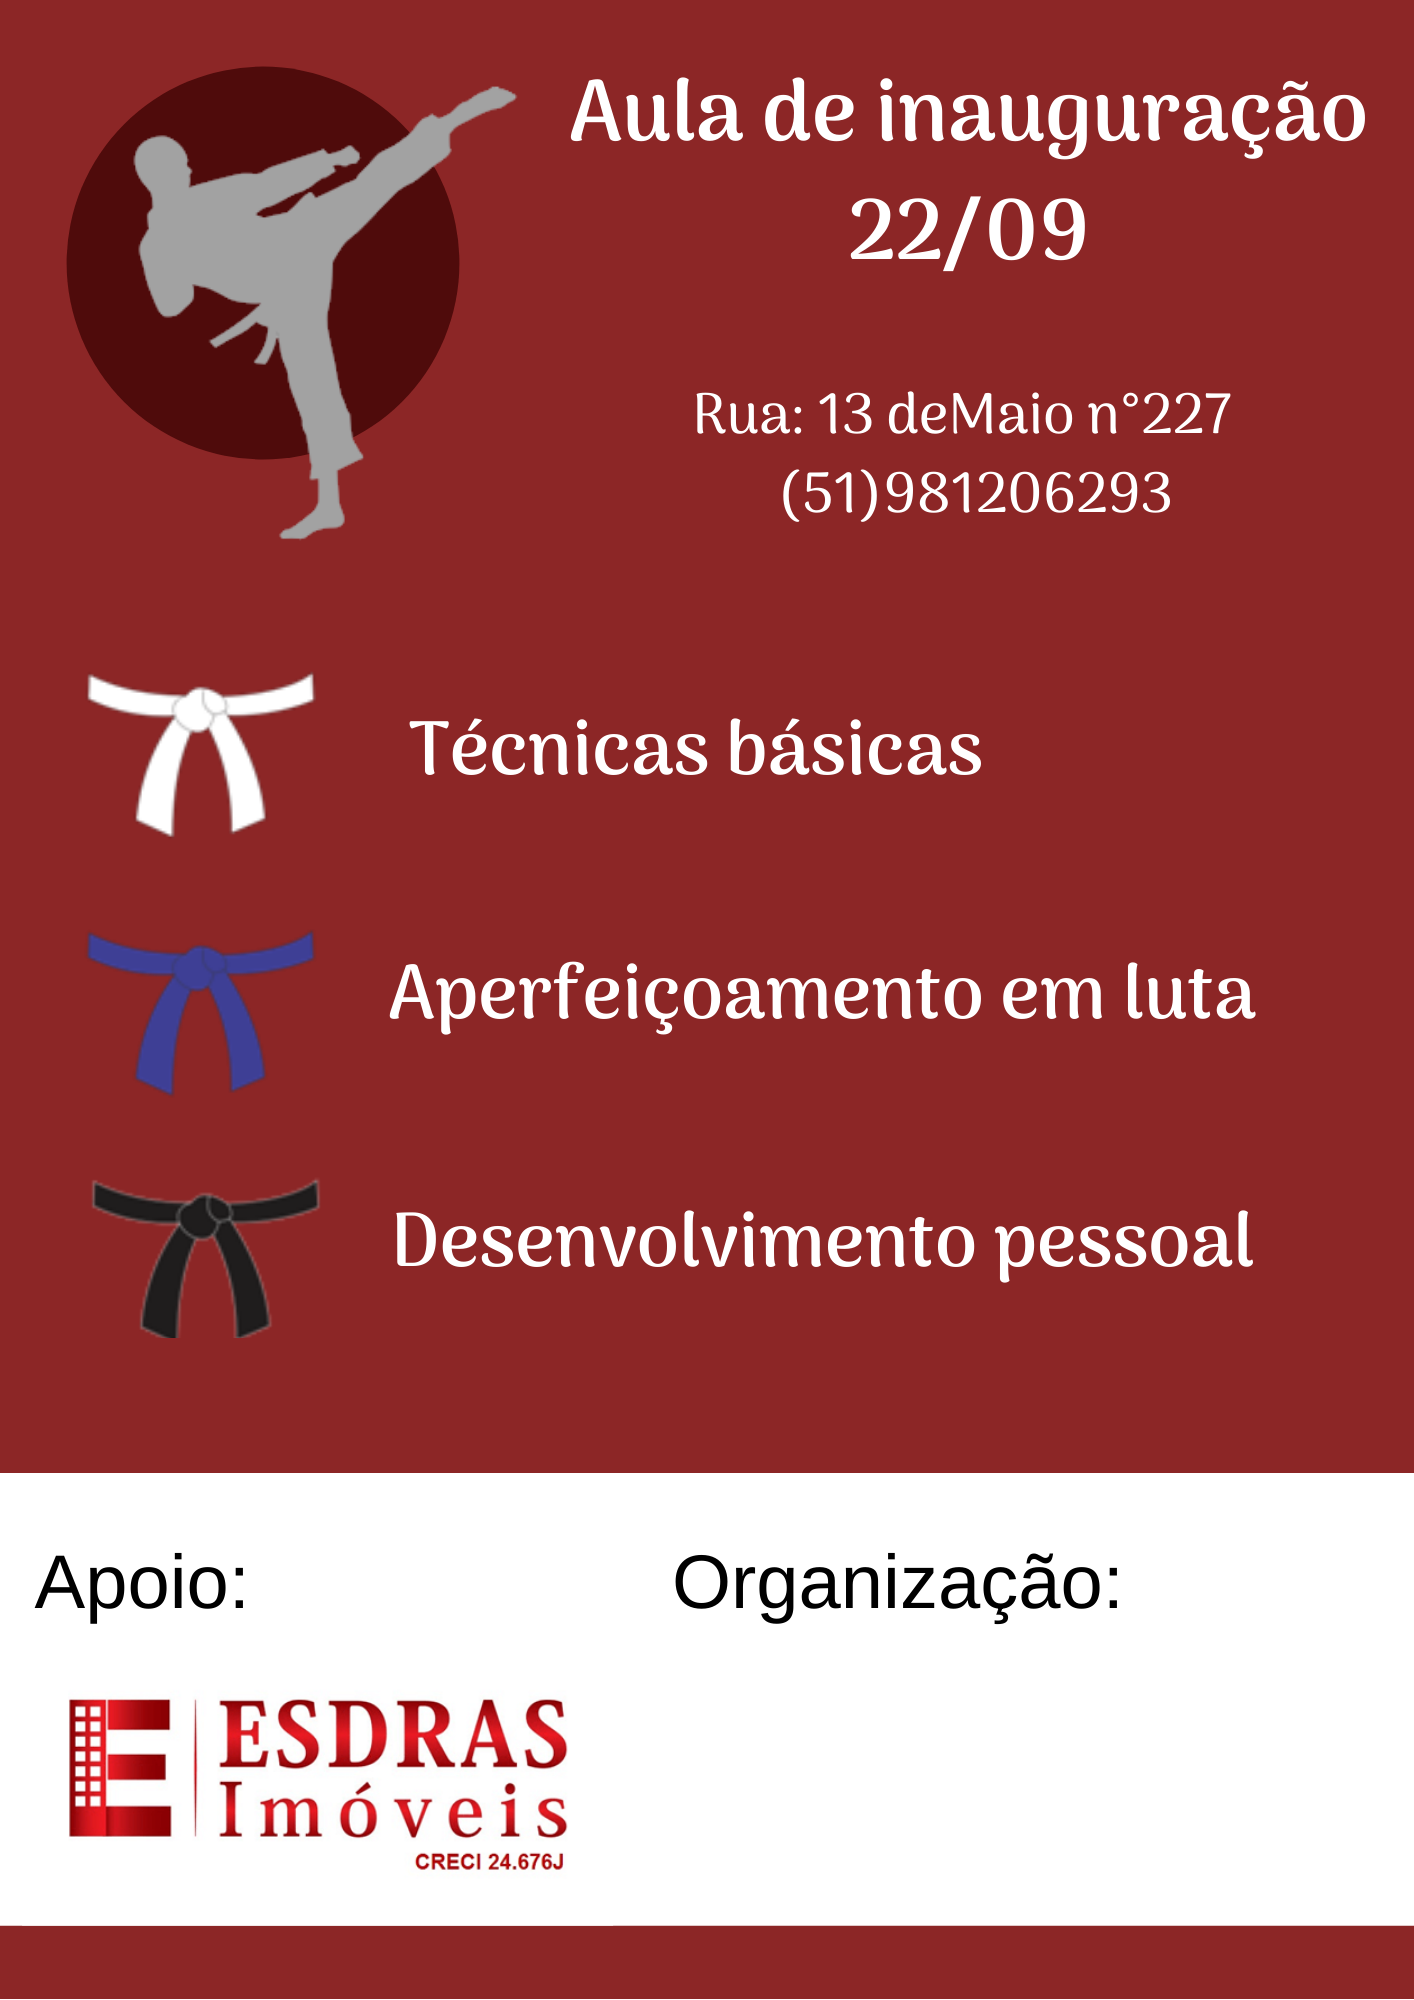 Aula de inauguração
22/09
Rua: 13 deMaio n°227
(51)981206293
Técnicas básicas
Aperfeiçoamento em luta
Desenvolvimento pessoal
Apoio:
Organização:
ESDRAS
Imóveis
CRECI 24.676J